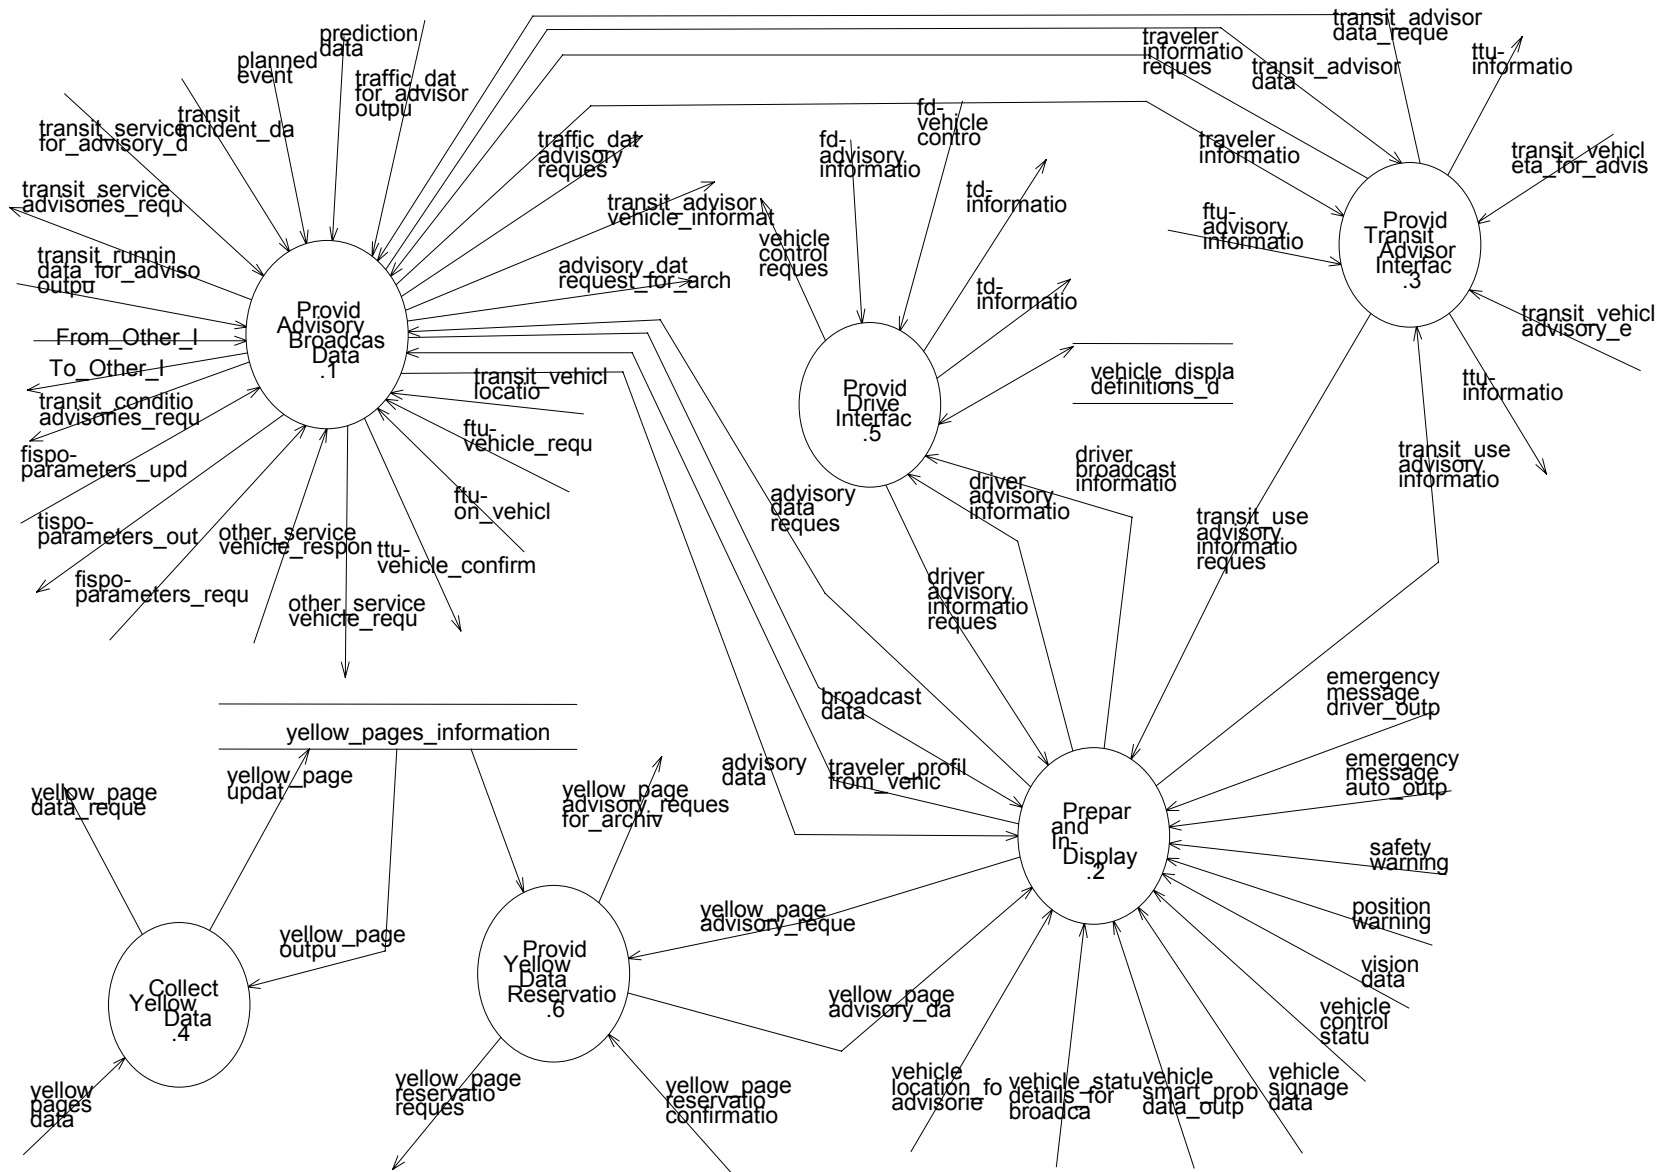 prediction
data
planned
event
traffic_dat
for_advisor
outpu
transit
incident_da
transit_service
for_advisory_d
transit_service
advisories_requ
transit_runnin
data_for_adviso
outpu
From_Other_I
To_Other_I
transit_conditio
advisories_requ
fispo-
parameters_upd
tispo-
parameters_out
fispo-
parameters_requ
other_service
vehicle_respon
other_service
vehicle_requ
ttu-
vehicle_confirm
ftu-
on_vehicl
ftu-
vehicle_requ
transit_vehicl
locatio
advisory_dat
request_for_arch
transit_advisor
vehicle_informat
traffic_dat
advisory
reques
Provid
Advisory
Broadcas
Data
.1
transit_advisor
data_reque
traveler
informatio
reques
transit_advisor
data
ttu-
informatio
traveler
informatio
transit_vehicl
eta_for_advis
ftu-
advisory
informatio
Provid
Transit
Advisor
Interfac
.3
transit_vehicl
advisory_e
ttu-
informatio
transit_use
advisory
informatio
transit_use
advisory
informatio
reques
fd-
vehicle
contro
fd-
advisory
informatio
td-
informatio
td-
informatio
vehicle
control
reques
vehicle_displa
definitions_d
Provid
Drive
Interfac
.5
driver
broadcast
informatio
driver
advisory
informatio
advisory
data
reques
driver
advisory
informatio
reques
broadcast
data
traveler_profil
from_vehic
advisory
data
emergency
message
driver_outp
emergency
message
auto_outp
safety
warning
position
warning
vision
data
vehicle
control
statu
vehicle
signage
data
vehicle
smart_prob
data_outp
vehicle_statu
details_for
broadca
vehicle
location_fo
advisorie
Prepar
and
In-
Display
.2
yellow_pages_information
yellow_page
data_reque
yellow_page
updat
yellow_page
outpu
yellow_page
advisory_reques
for_archiv
yellow_page
advisory_reque
yellow_page
advisory_da
Collect
Yellow
Data
.4
Provid
Yellow
Data
Reservatio
.6
yellow
pages
data
yellow_page
reservatio
reques
yellow_page
reservatio
confirmatio